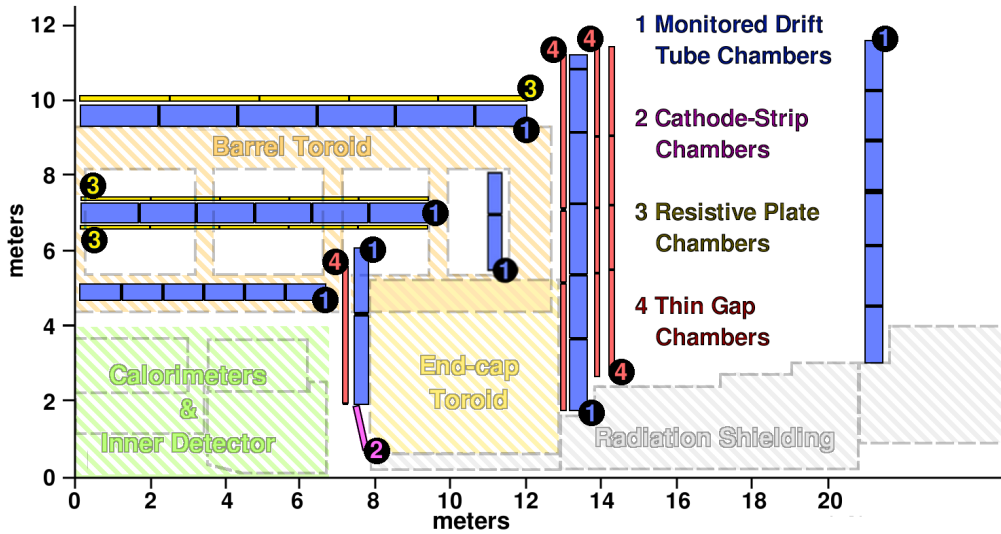 12
10
8
6
4
2
0
meters
0 2 4 6 8 10 12 14 16 18 20
meters
1 Monitored Drift
Tube Chambers
2 Cathode-Strip
Chambers
3 Resistive Plate
Chambers
4 Thin Gap
Chambers
4
4
1
3
1
Barrel Toroid
3
1
3
4
1
1
1
4
1
2
End-cap
Toroid
Calorimeters
&
Inner Detector
Radiation Shielding